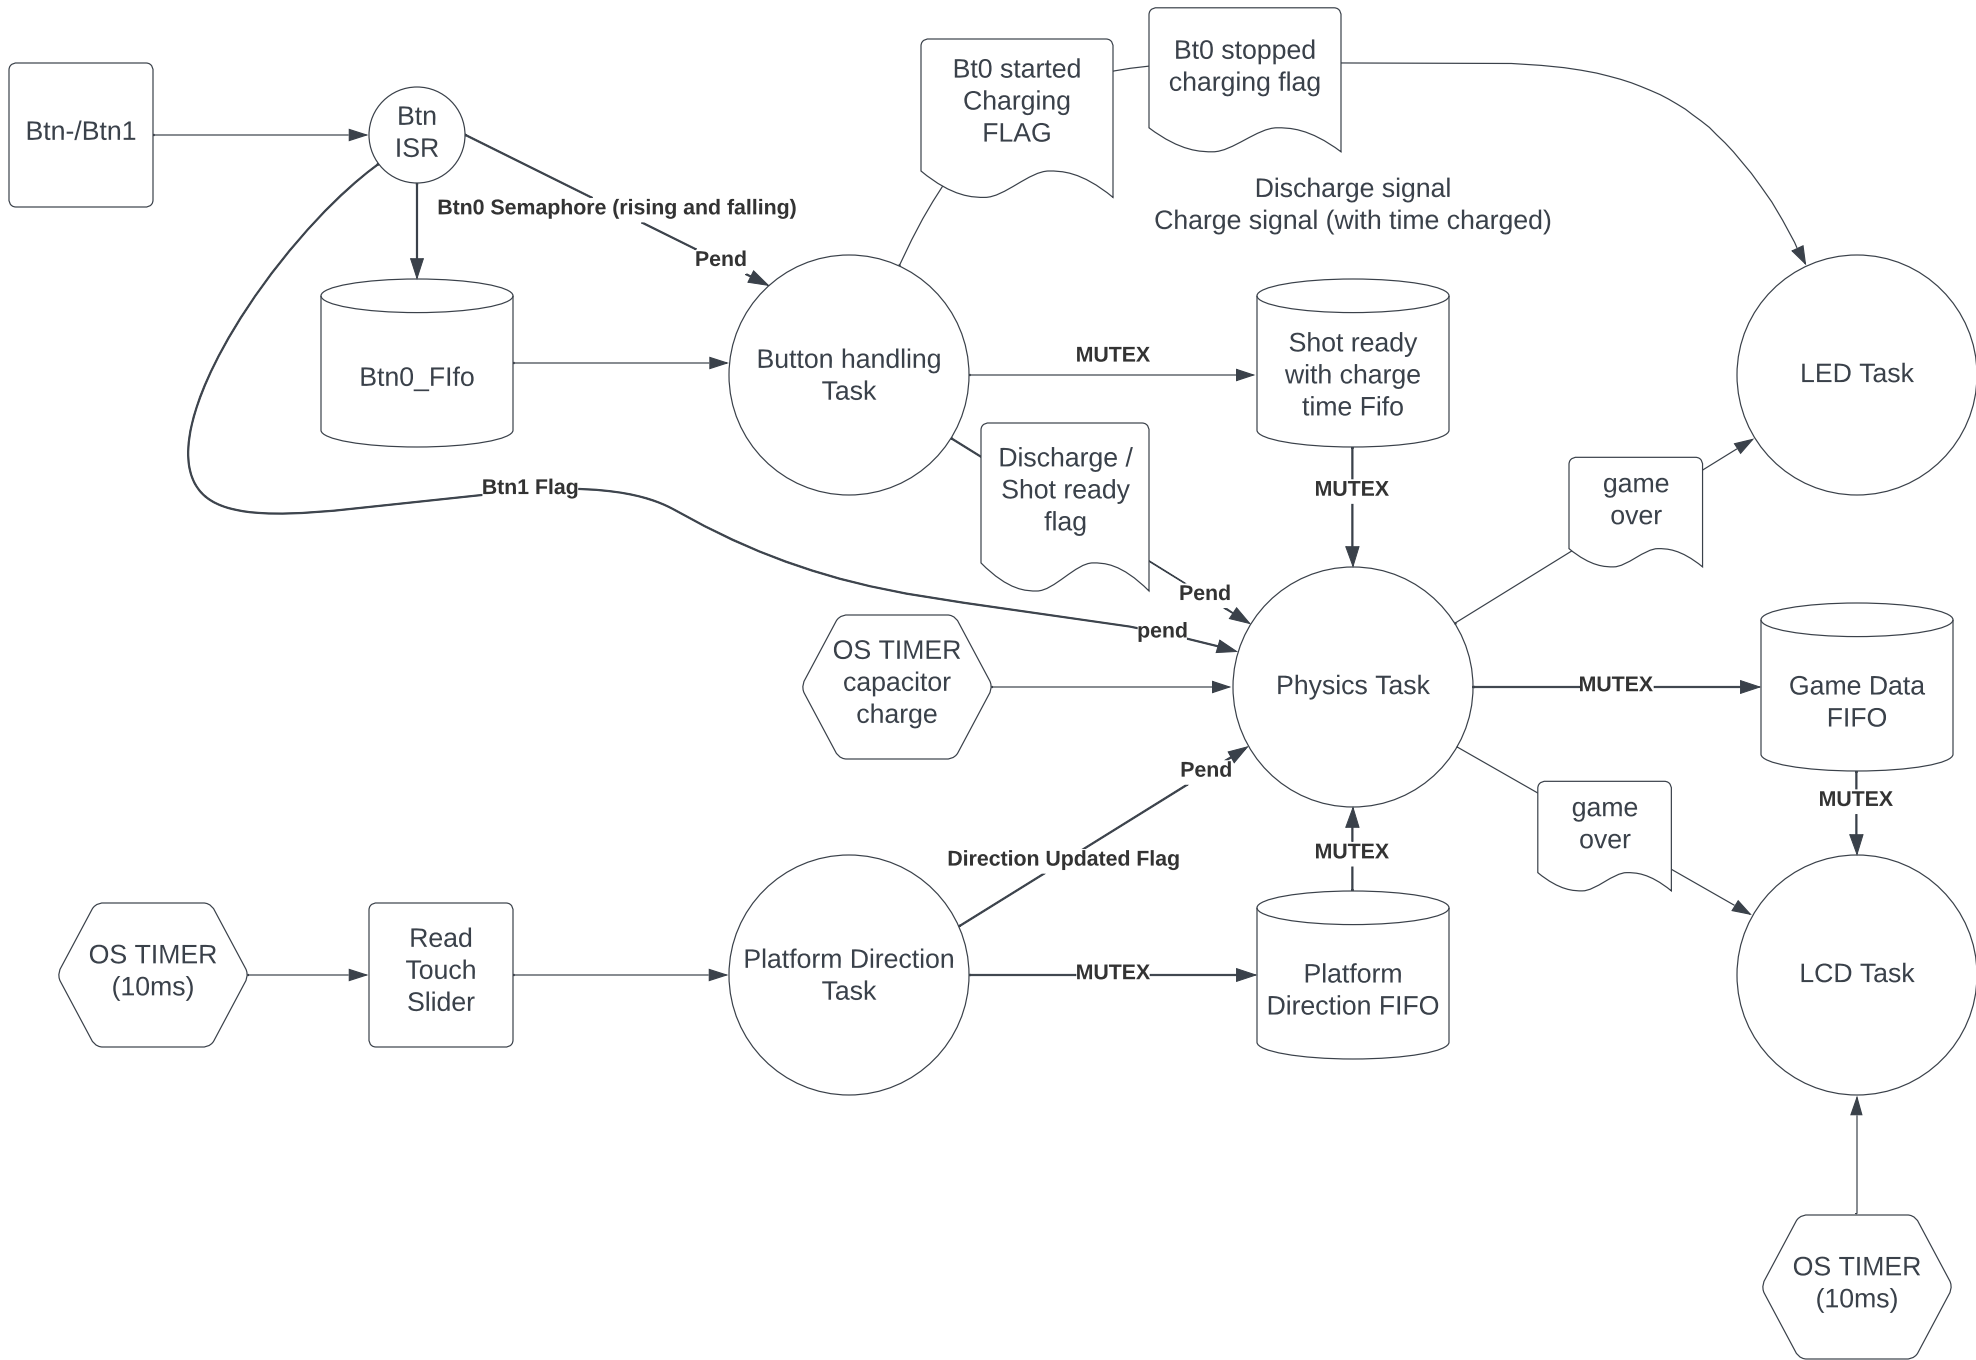 Btn-/Btn1
Btn
ISR
Bt0 started
Charging
FLAG
Bt0 stopped
charging flag
Discharge signal
Charge signal (with time charged)
Btn0 Semaphore (rising and falling)
Pend
Btn0_FIfo
Button handling
Task
MUTEX
Shot ready
with charge
time Fifo
LED Task
Btn1 Flag
Discharge /
Shot ready
flag
MUTEX
game
over
Pend
pend
OS TIMER
capacitor
charge
Physics Task
MUTEX
Game Data
FIFO
Pend
MUTEX
game
over
Direction Updated Flag
MUTEX
OS TIMER
(10ms)
Read
Touch
Slider
Platform Direction
Task
MUTEX
Platform
Direction FIFO
LCD Task
OS TIMER
(10ms)